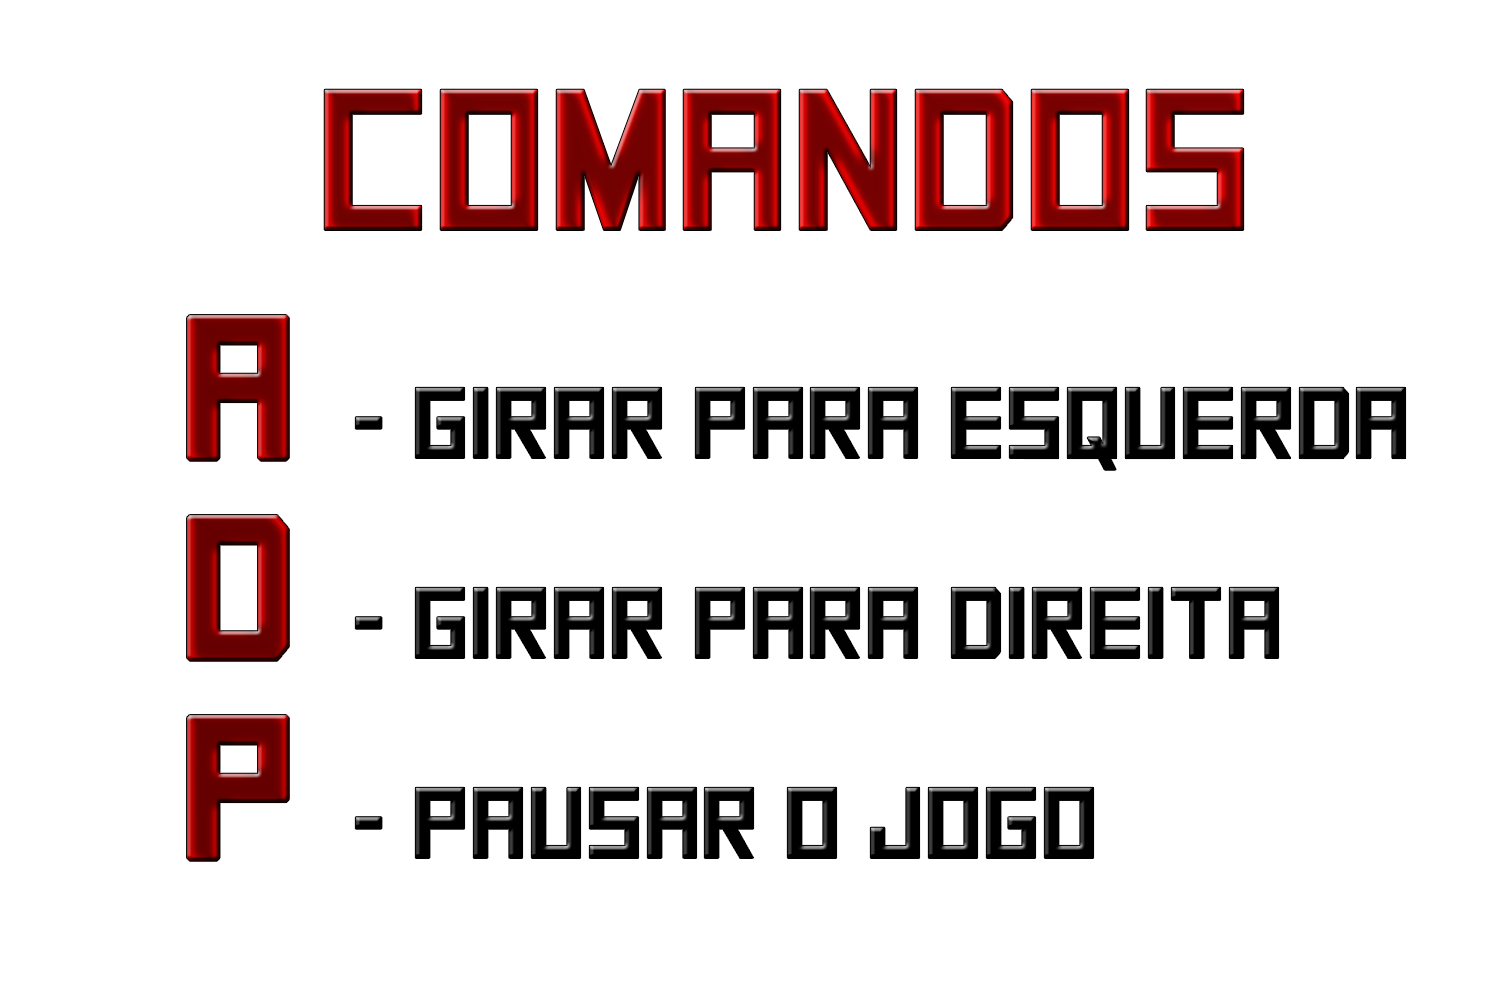 COMANDOS
A - GIRAR PARA ESQUERDA
D - GIRAR PARA DIREITA
P - PAUSAR O JOGO